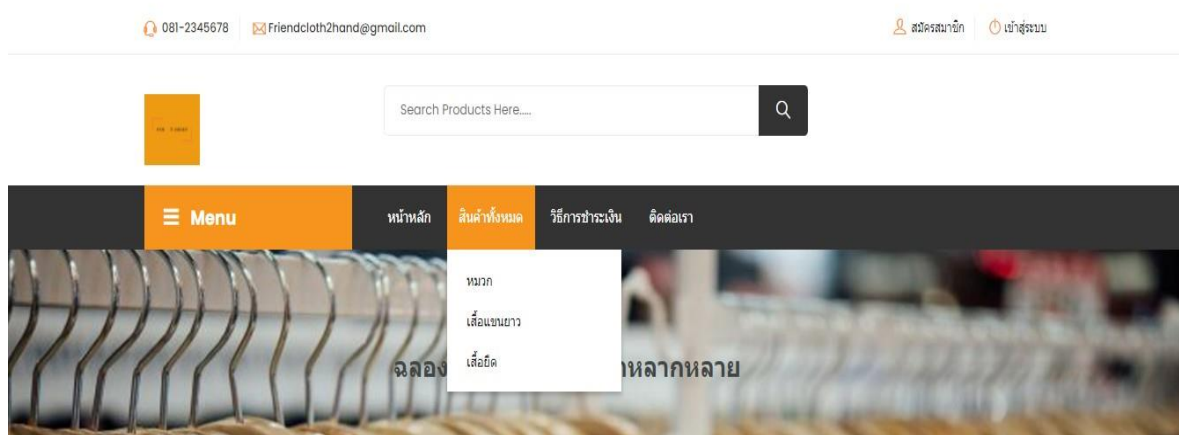 081-2345678
Friendcloth2hand@gmail.com
สมัครสมาชิก
เข้าสู่ระบบ
Search Products Here.....
Menu
หน้าหลัก
สินค้าทั้งหมด
วิธีการชำระเงิน
ติดต่อเรา
หมวก
เสื้อแขนยาว
เสื้อยืด
ฉลอง
หลากหลาย